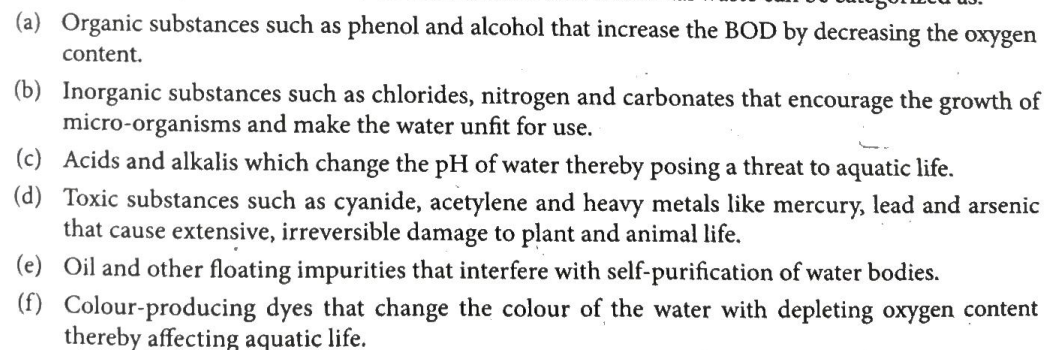 (a) Organic substances such as phenol and alcohol that increase the BOD by decreasing the oxygen
content.
(b) Inorganic substances such as chlorides, nitrogen and carbonates that encourage the growth of
micro-organisms and make the water unfit for use.
(c) Acids and alkalis which change the pH of water thereby posing a threat to aquatic life.
(d) Toxic substances such as cyanide, acetylene and heavy metals like mercury, lead and arsenic
that cause extensive, irreversible damage to plant and animal life.
(e) Oil and other floating impurities that interfere with self-purification of water bodies.
(f) Colour-producing dyes that change the colour of the water with depleting oxygen content
thereby affecting aquatic life.